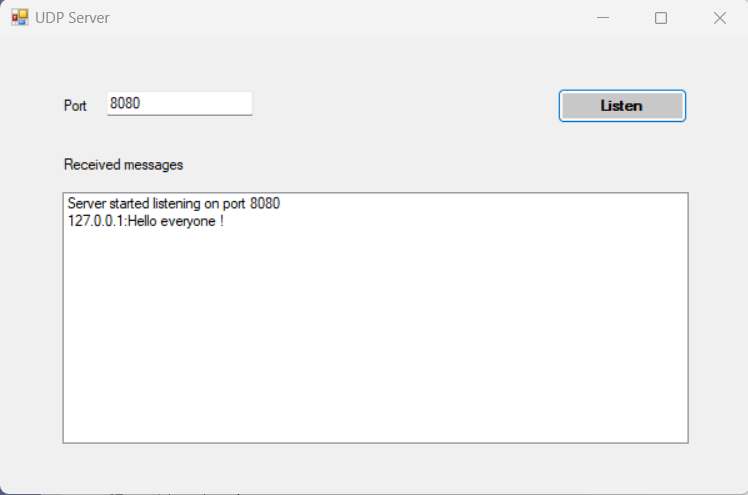 UDP Server
Port 8080 Listen
Received messages
Server started listening on port 8080
127.0.0.1:Hello everyone !